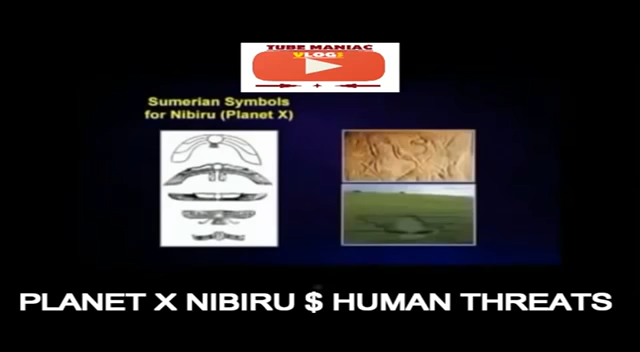 TUBE MANIAC
VLOGS
Sumerian Symbols
for Nibiru (Planet X)
PLANET X NIBIRU $ HUMAN THREATS